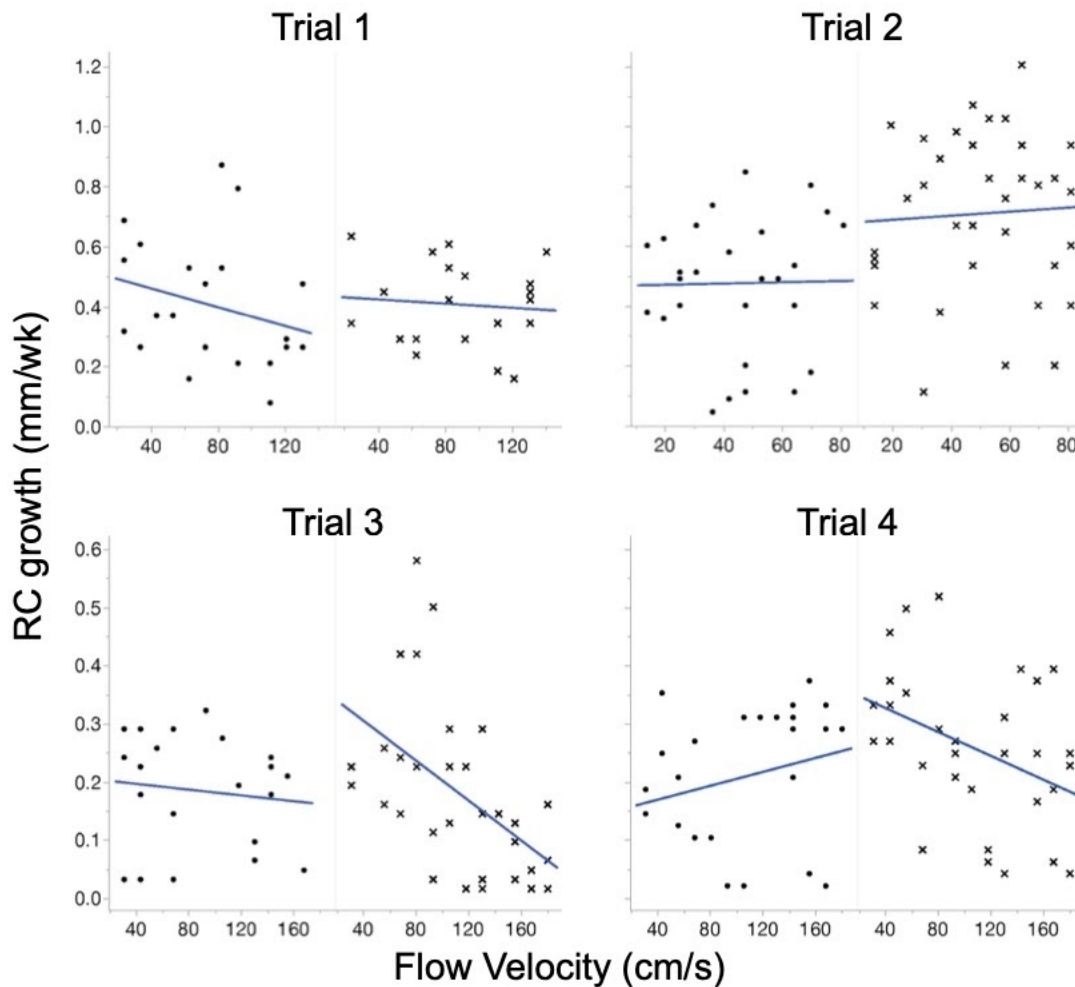 Trial 1
Trial 2
1.2
1.0
0.8
0.6
0.4
0.2
0.0
40 80 120 40 80 120
20 40 60 80 20 40 60 80
RC growth (mm/wk)
Trial 3
Trial 4
0.6
0.5
0.4
0.3
0.2
0.1
0.0
40 80 120 160 40 80 120 160
40 80 120 160 40 80 120 160
Flow Velocity (cm/s)